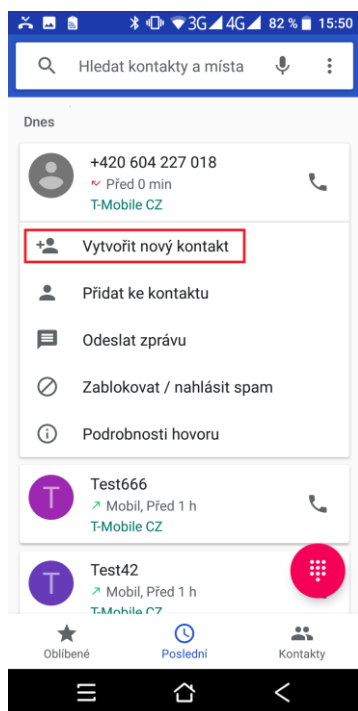 3G 4G 82 % 15:50
Hledat kontakty a místa
Dnes
+420 604 227 018
Před 0 min
T-Mobile CZ
Vytvořit nový kontakt
Přidat ke kontaktu
Odeslat zprávu
Zablokovat / nahlásit spam
Podrobnosti hovoru
T
Test666
Mobil, Před 1 h
T-Mobile CZ
T
Test42
Mobil, Před 1 h
T-Mobile CZ
Oblíbené Poslední Kontakty